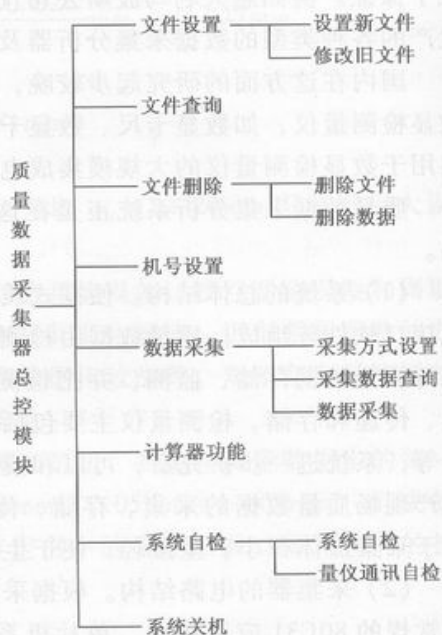 质量数据采集器总控模块
文件设置
设置新文件
修改旧文件
文件查询
文件删除
删除文件
删除数据
机号设置
数据采集
采集方式设置
采集数据查询
数据采集
计算器功能
系统自检
系统自检
量仪通讯自检
系统关机